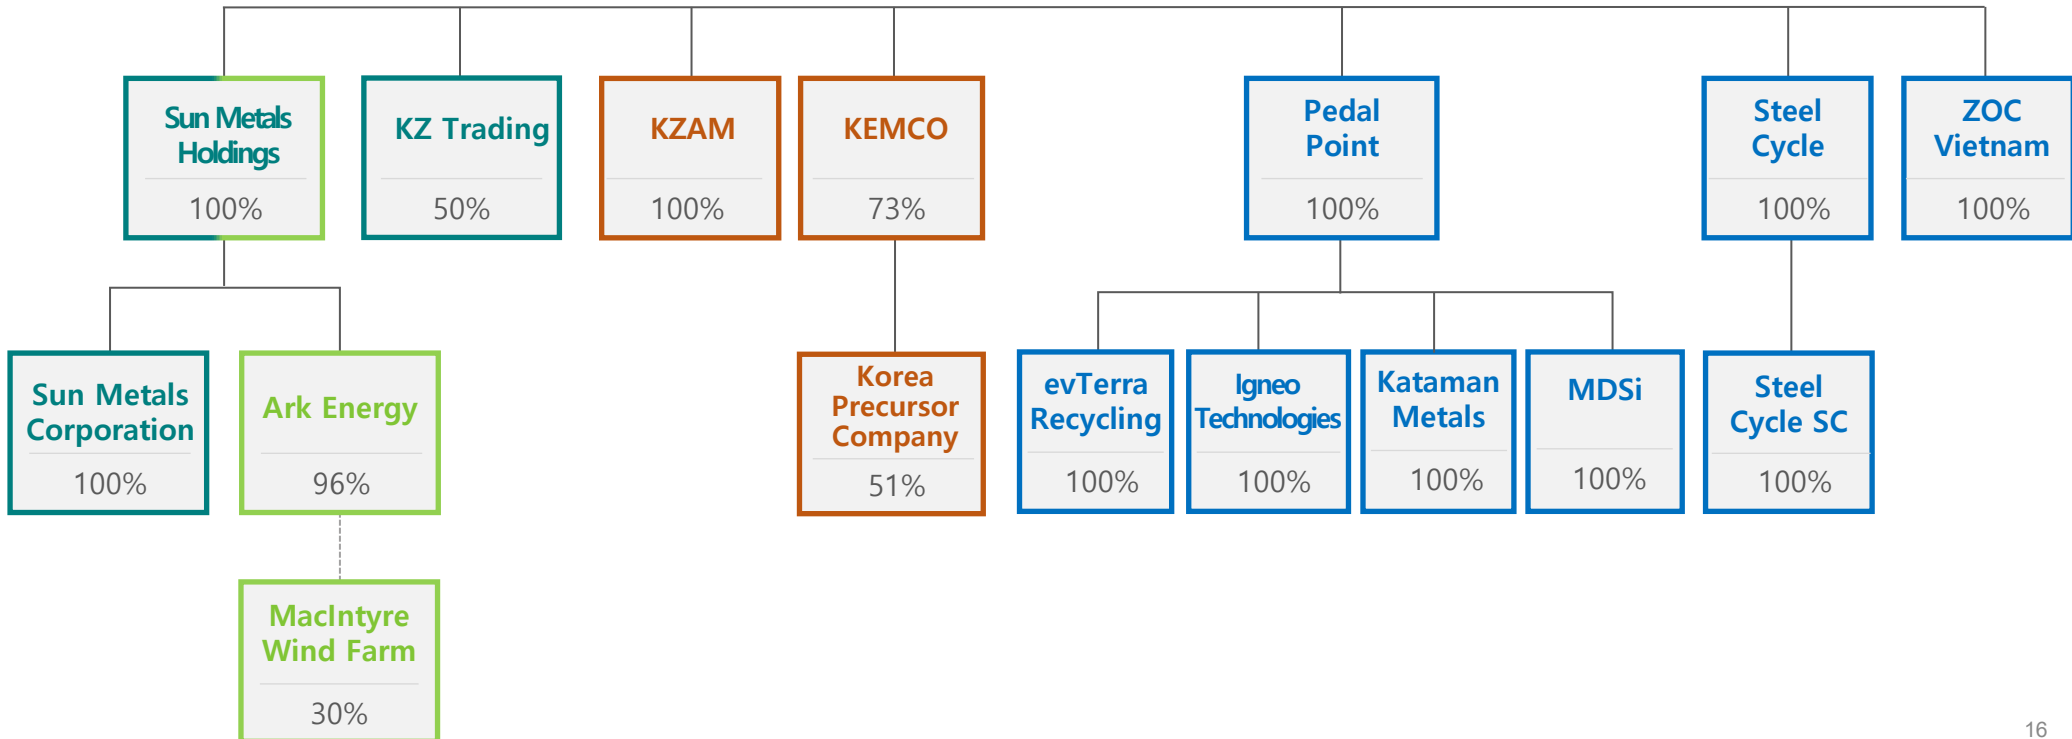 Sun Metals
Holdings
100%
KZ Trading
50%
KZAM
100%
KEMCO
73%
Pedal
Point
100%
Steel
Cycle
100%
ZOC
Vietnam
100%
Sun Metals
Corporation
100%
Ark Energy
96%
Korea
Precursor
Company
51%
evTerra
Recycling
100%
Igneo
Technologies
100%
Kataman
Metals
100%
MDSi
100%
Steel
Cycle SC
100%
MacIntyre
Wind Farm
30%
16